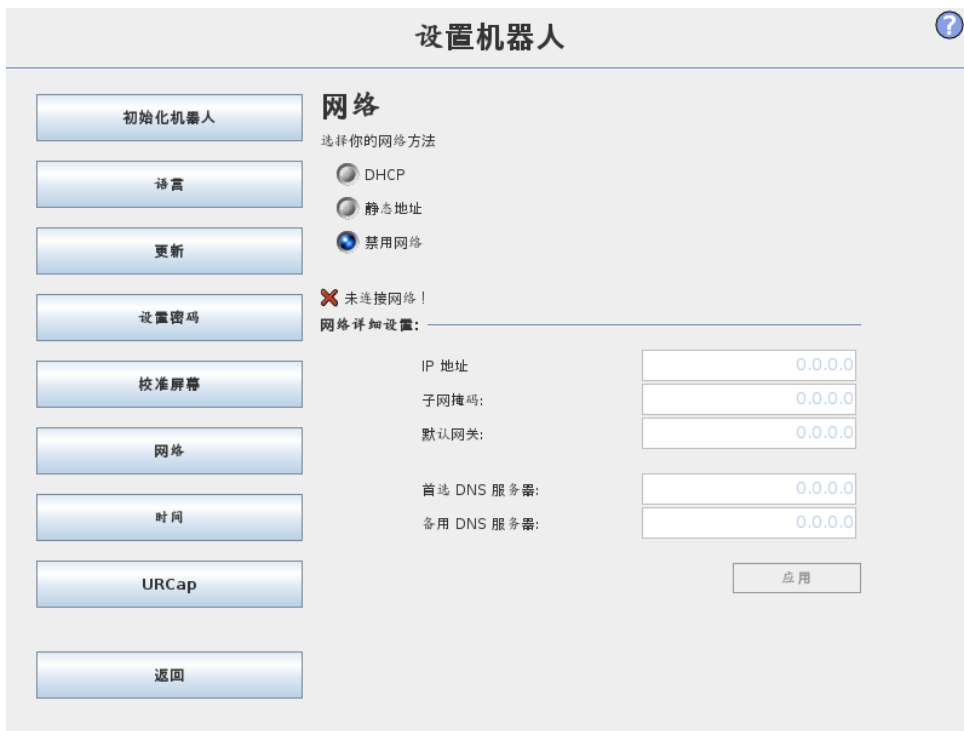 设置机器人
?
初始化机器人
语言
更新
设置密码
校准屏幕
网络
时间
URCap
返回
网络
选择你的网络方法
DHCP
静态地址
禁用网络
未连接网络！
网络详细设置:
IP 地址 0.0.0.0
子网掩码: 0.0.0.0
默认网关: 0.0.0.0
首选 DNS 服务器: 0.0.0.0
备用 DNS 服务器: 0.0.0.0
应用